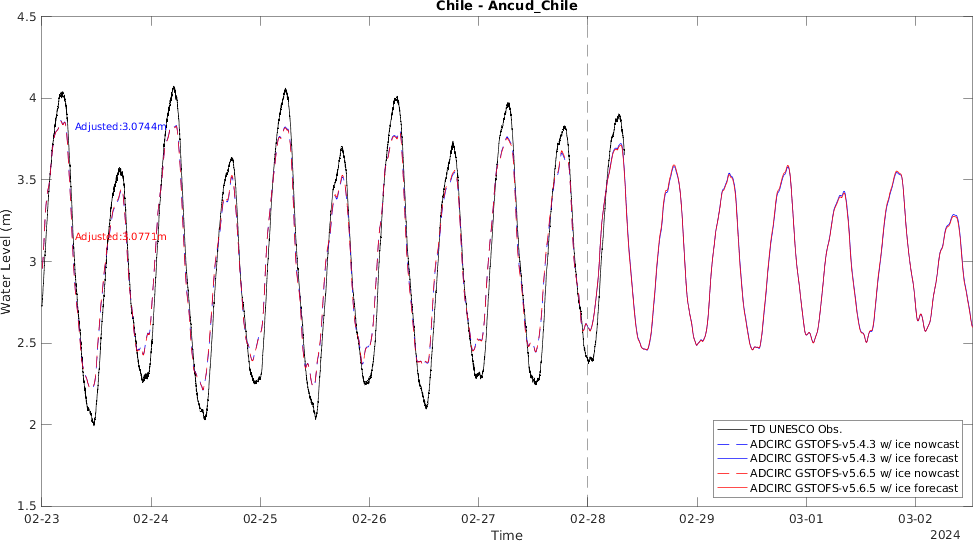 Chile - Ancud_Chile
4.5
4
3.5
3
2.5
2
1.5
Water Level (m)
Adjusted:3.0744m
Adjusted:3.0771m
TD UNESCO Obs.
ADCIRC GSTOFS-v5.4.3 w/ ice nowcast
ADCIRC GSTOFS-v5.4.3 w/ ice forecast
ADCIRC GSTOFS-v5.6.5 w/ ice nowcast
ADCIRC GSTOFS-v5.6.5 w/ ice forecast
02-23 02-24 02-25 02-26 02-27 02-28 02-29 03-01 03-02
Time
2024